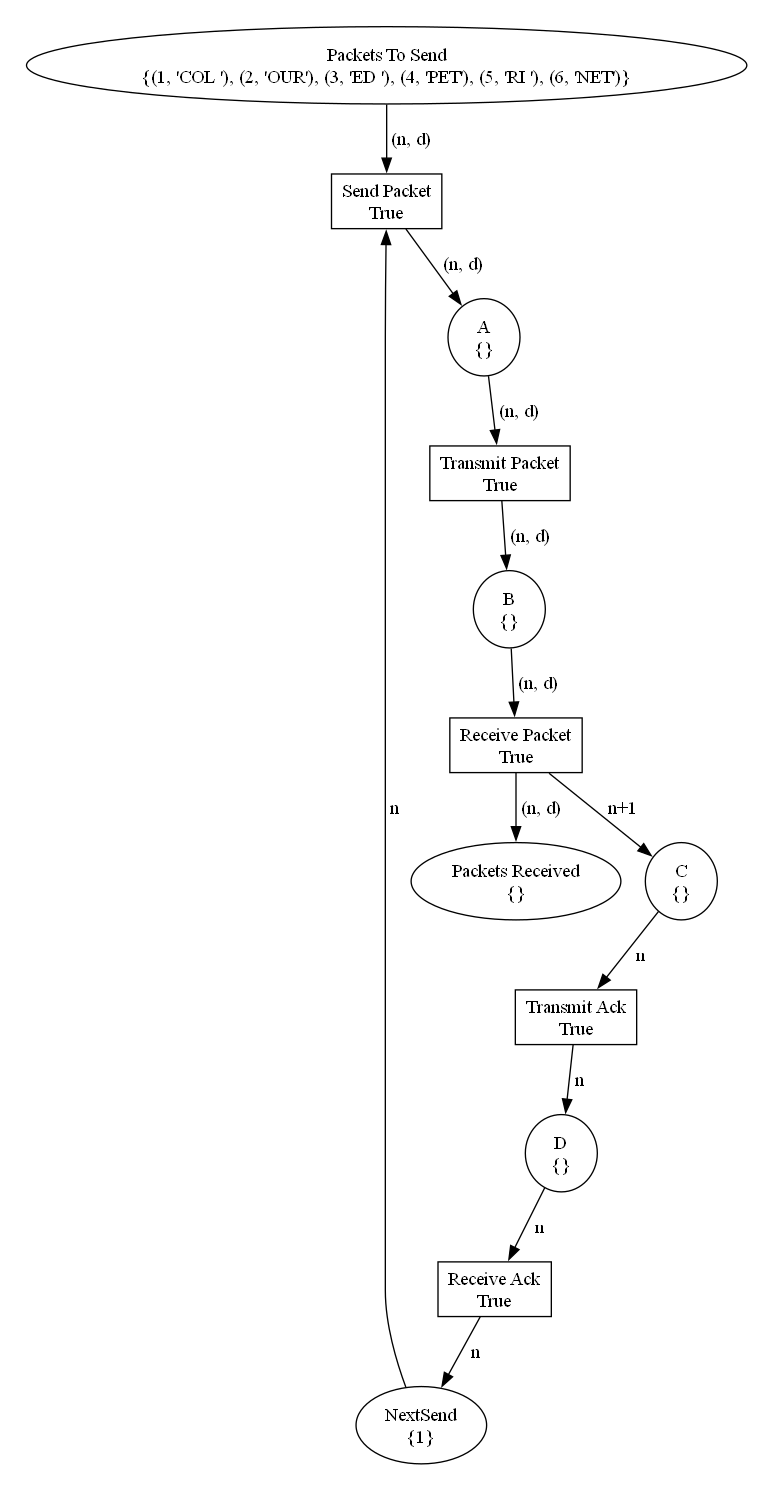 Packets To Send
{(1, 'COL '), (2, 'OUR'), (3, 'ED '), (4, 'PET'), (5, 'RI '), (6, 'NET')}
(n, d)
Send Packet
True
(n, d)
A
{}
(n, d)
Transmit Packet
True
(n, d)
B
{}
(n, d)
Receive Packet
True
n
(n, d)
n+1
Packets Received
{}
C
{}
n
Transmit Ack
True
n
D
{}
n
Receive Ack
True
n
NextSend
{1}